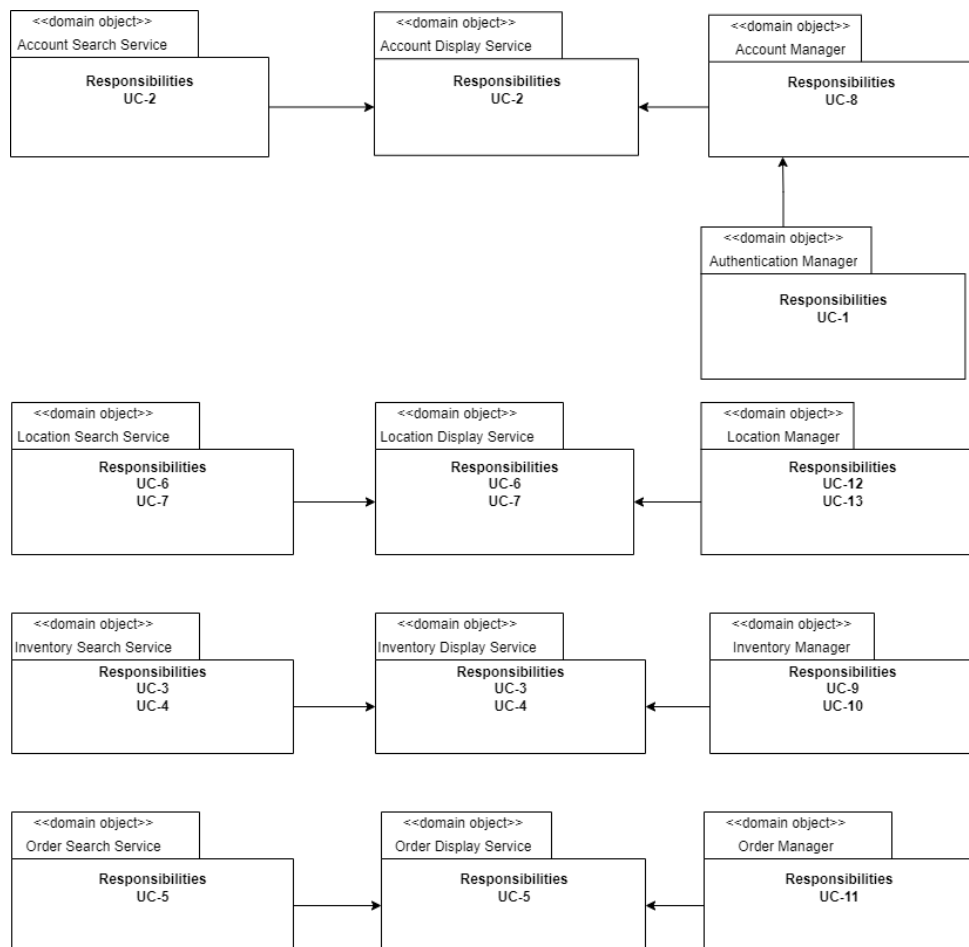 <<domain object>>
Account Search Service
Responsibilities
UC-2
<<domain object>>
Account Display Service
Responsibilities
UC-2
<<domain object>>
Account Manager
Responsibilities
UC-8
<<domain object>>
Authentication Manager
Responsibilities
UC-1
<<domain object>>
Location Search Service
Responsibilities
UC-6
UC-7
<<domain object>>
Location Display Service
Responsibilities
UC-6
UC-7
<<domain object>>
Location Manager
Responsibilities
UC-12
UC-13
<<domain object>>
Inventory Search Service
Responsibilities
UC-3
UC-4
<<domain object>>
Inventory Display Service
Responsibilities
UC-3
UC-4
<<domain object>>
Inventory Manager
Responsibilities
UC-9
UC-10
<<domain object>>
Order Search Service
Responsibilities
UC-5
<<domain object>>
Order Display Service
Responsibilities
UC-5
<<domain object>>
Order Manager
Responsibilities
UC-11